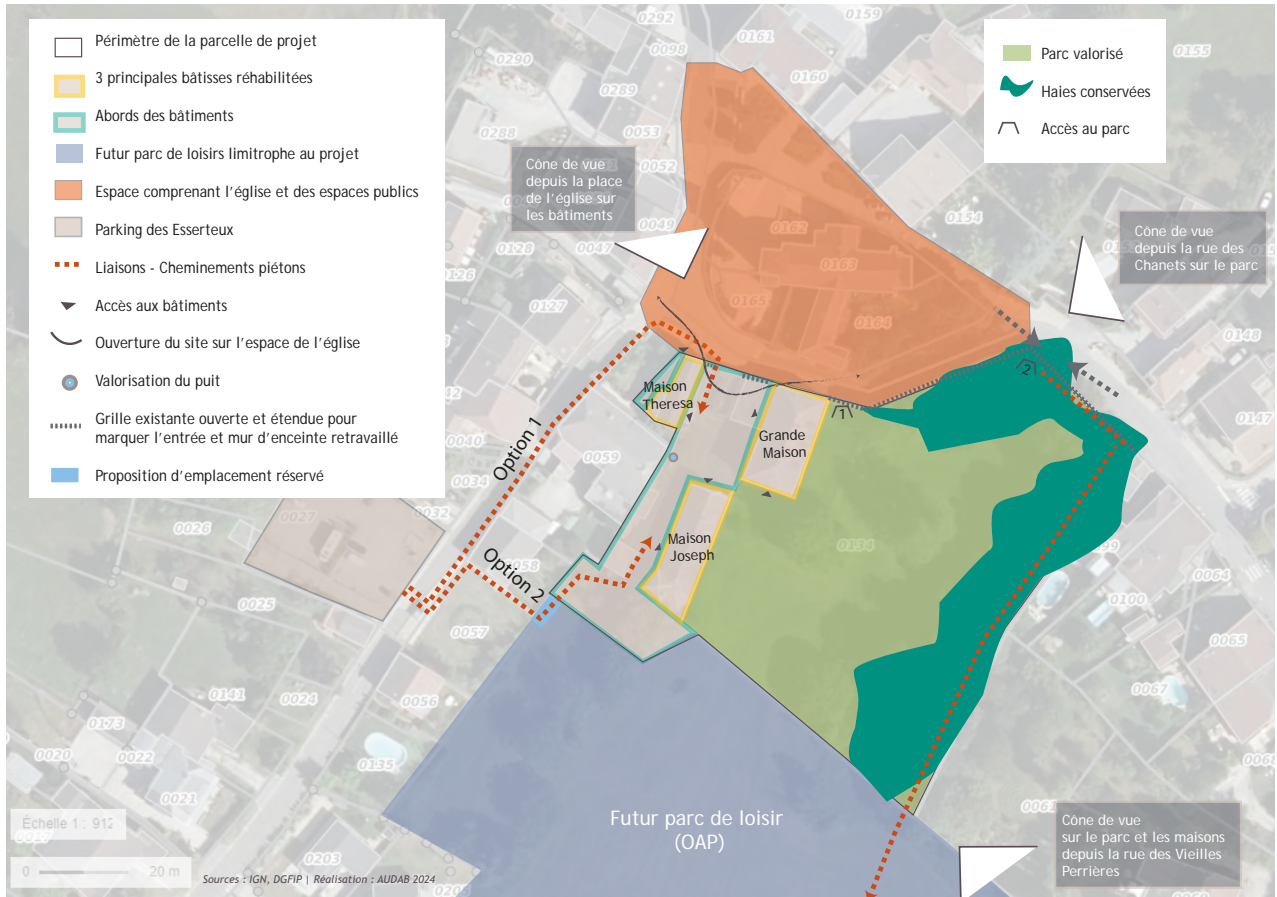 Périmètre de la parcelle de projet
3 principales bâtisses réhabilitées
Abords des bâtiments
Futur parc de loisirs limitrophe au projet
Espace comprenant l'église et des espaces publics
Parking des Esserteux
Liaisons - Cheminements piétons
Accès aux bâtiments
Ouverture du site sur l'espace de l'église
Valorisation du puit
Grille existante ouverte et étendue pour
marquer l'entrée et mur d'enceinte retravaillé
Proposition d'emplacement réservé
Parc valorisé
Haies conservées
Accès au parc
Cône de vue
depuis la place
de l'église sur
les bâtiments
Cône de vue
depuis la rue des
Chanets sur le parc
0292
0159
0161
0098
0155
0290
0160
0289
0288
0053
0052
0154
0049
0162
0128
0047
0163
0126
0165
0127
0164
0148
2
1
Maison
Theresa
Grande
Maison
0147
Option 1
0040
0059
0034
0032
0026
0027
Maison
Joseph
0134
Option 2
0064
0025
0100
0057
0065
0141
0024
0056
0067
0173
0020
0022
0135
0021
Futur parc de loisir
(OAP)
Cône de vue
sur le parc et les maisons
depuis la rue des Vieilles
Perrières
Échelle 1 : 912
0203
0 20 m
Sources : IGN, DGFiP | Réalisation : AUDAB 2024